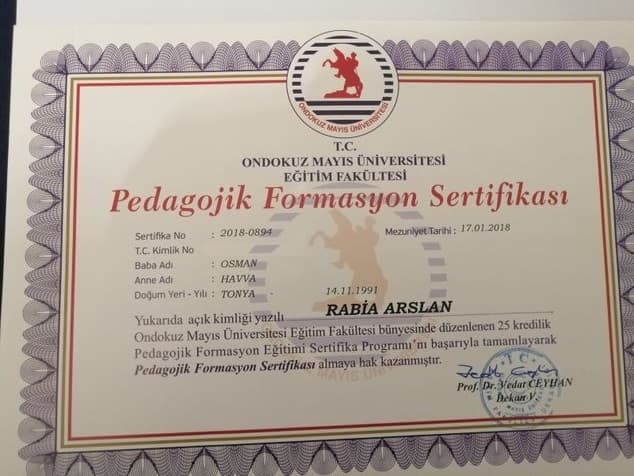 ONDOKUZ MAYIS ÜNİVERSİTESİ
T.C.
ONDOKUZ MAYIS ÜNİVERSİTESİ
EĞİTİM FAKÜLTESİ
Pedagojik Formasyon Sertifikası
Sertifika No : 2018-0894 Mezuniyet Tarihi : 17.01.2018
T.C. Kimlik No :
Baba Adı : OSMAN
Anne Adı : HAVVA
Doğum Yeri - Yılı : TONYA 14.11.1991
Yukarıda açık kimliği yazılı RABİA ARSLAN
Ondokuz Mayıs Üniversitesi Eğitim Fakültesi bünyesinde düzenlenen 25 kredilik
Pedagojik Formasyon Eğitimi Sertifika Programı'nı başarıyla tamamlayarak
Pedagojik Formasyon Sertifikası almaya hak kazanmıştır.
Prof. Dr. Vedat CEYHAN
Dekan V.